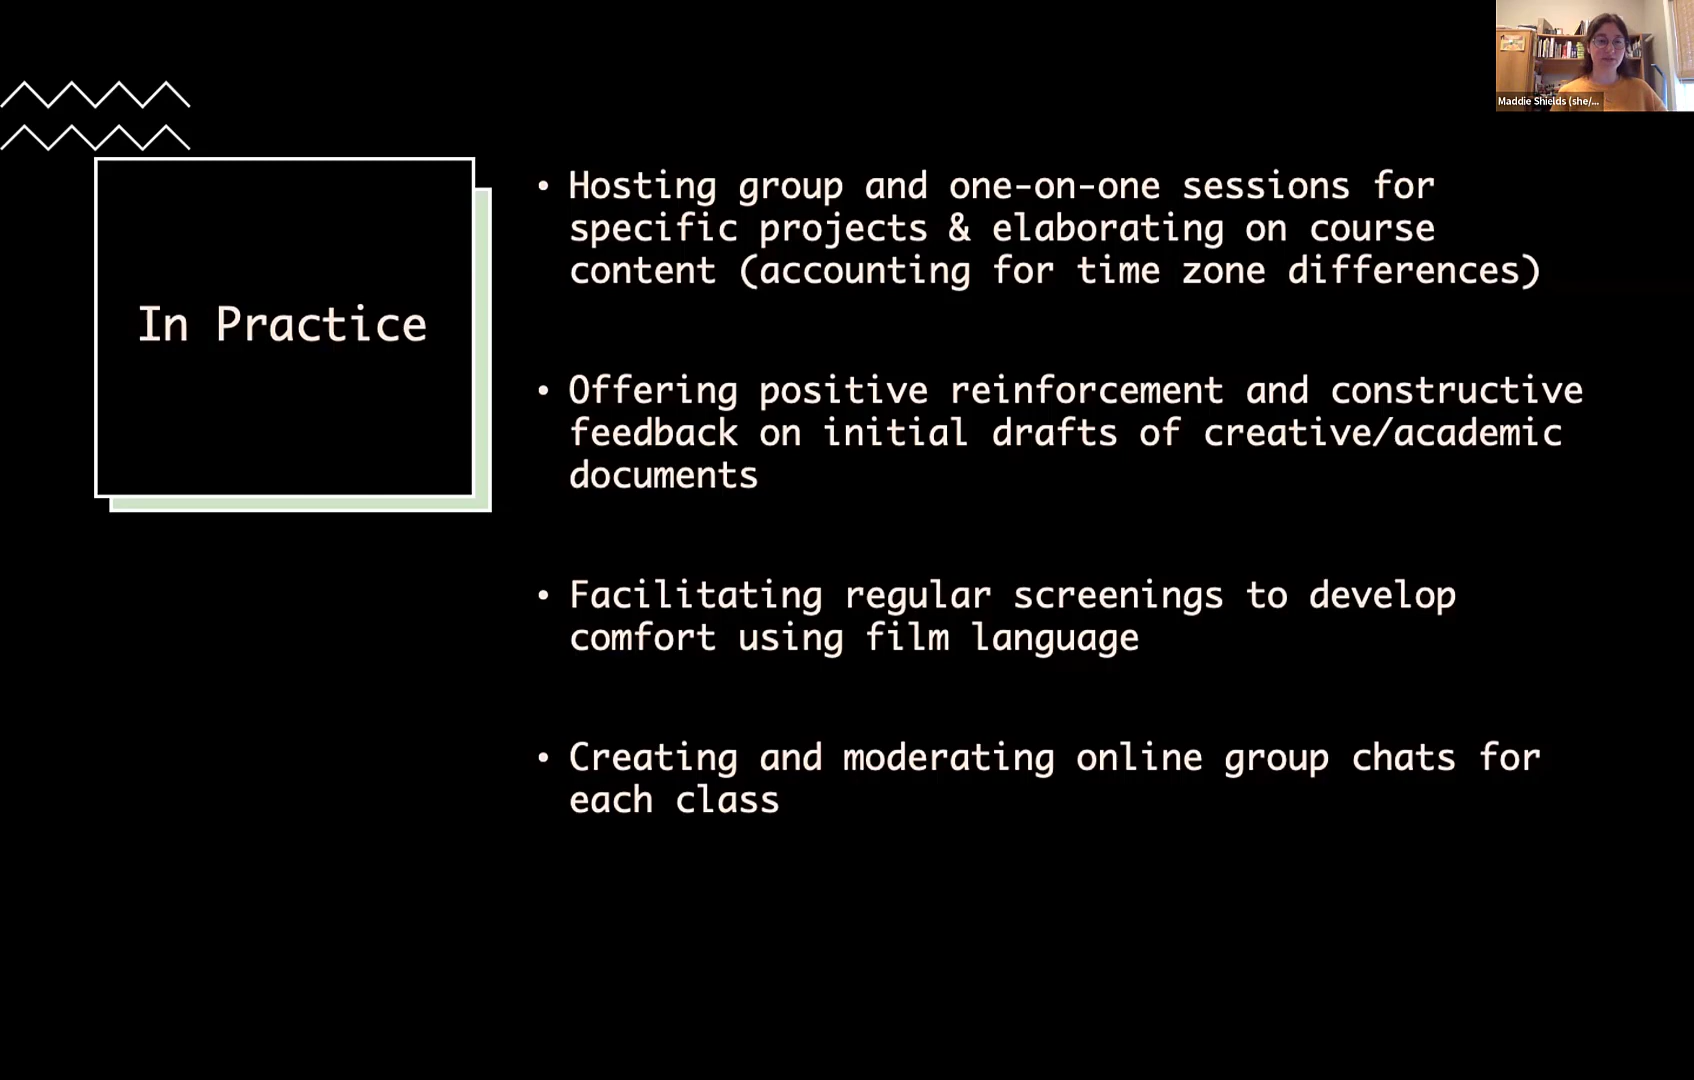 Maddie Shields (she/...
In Practice
• Hosting group and one-on-one sessions for
specific projects & elaborating on course
content (accounting for time zone differences)
• Offering positive reinforcement and constructive
feedback on initial drafts of creative/academic
documents
• Facilitating regular screenings to develop
comfort using film language
• Creating and moderating online group chats for
each class